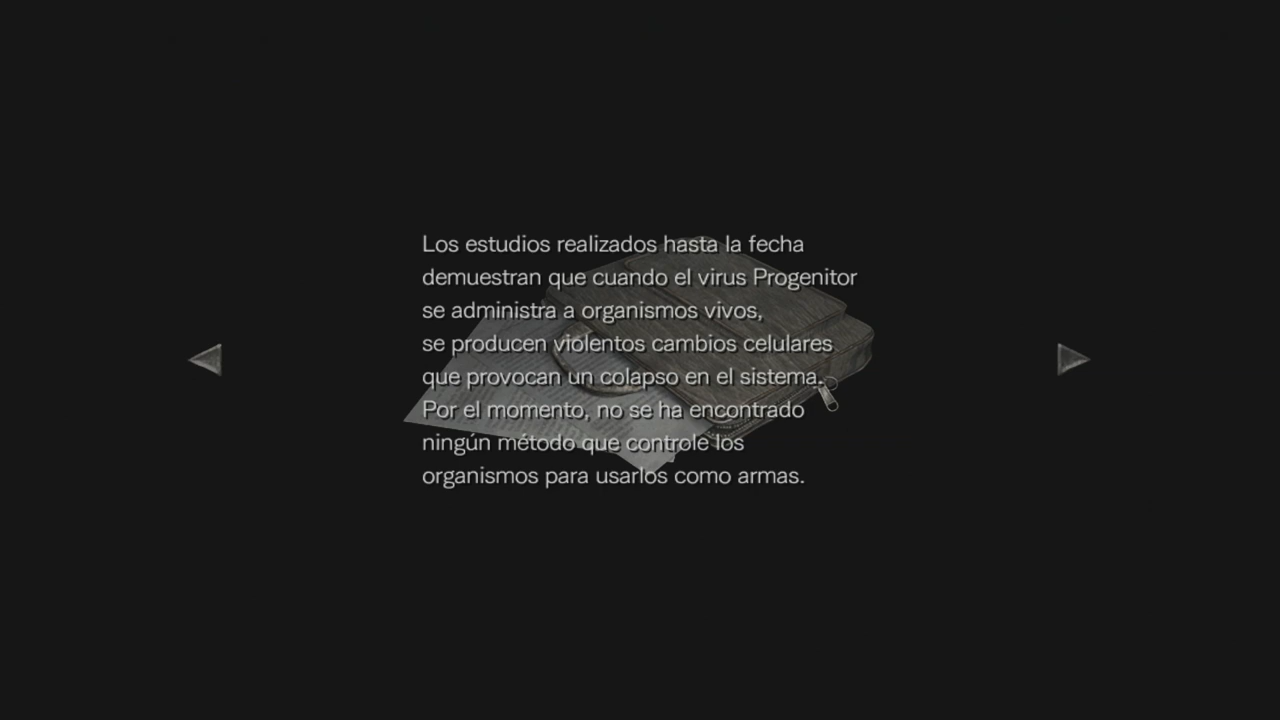 Los estudios realizados hasta la fecha
demuestran que cuando el virus Progenitor
se administra a organismos vivos,
se producen violentos cambios celulares
que provocan un colapso en el sistema.
Por el momento, no se ha encontrado
ningún método que controle los
organismos para usarlos como armas.